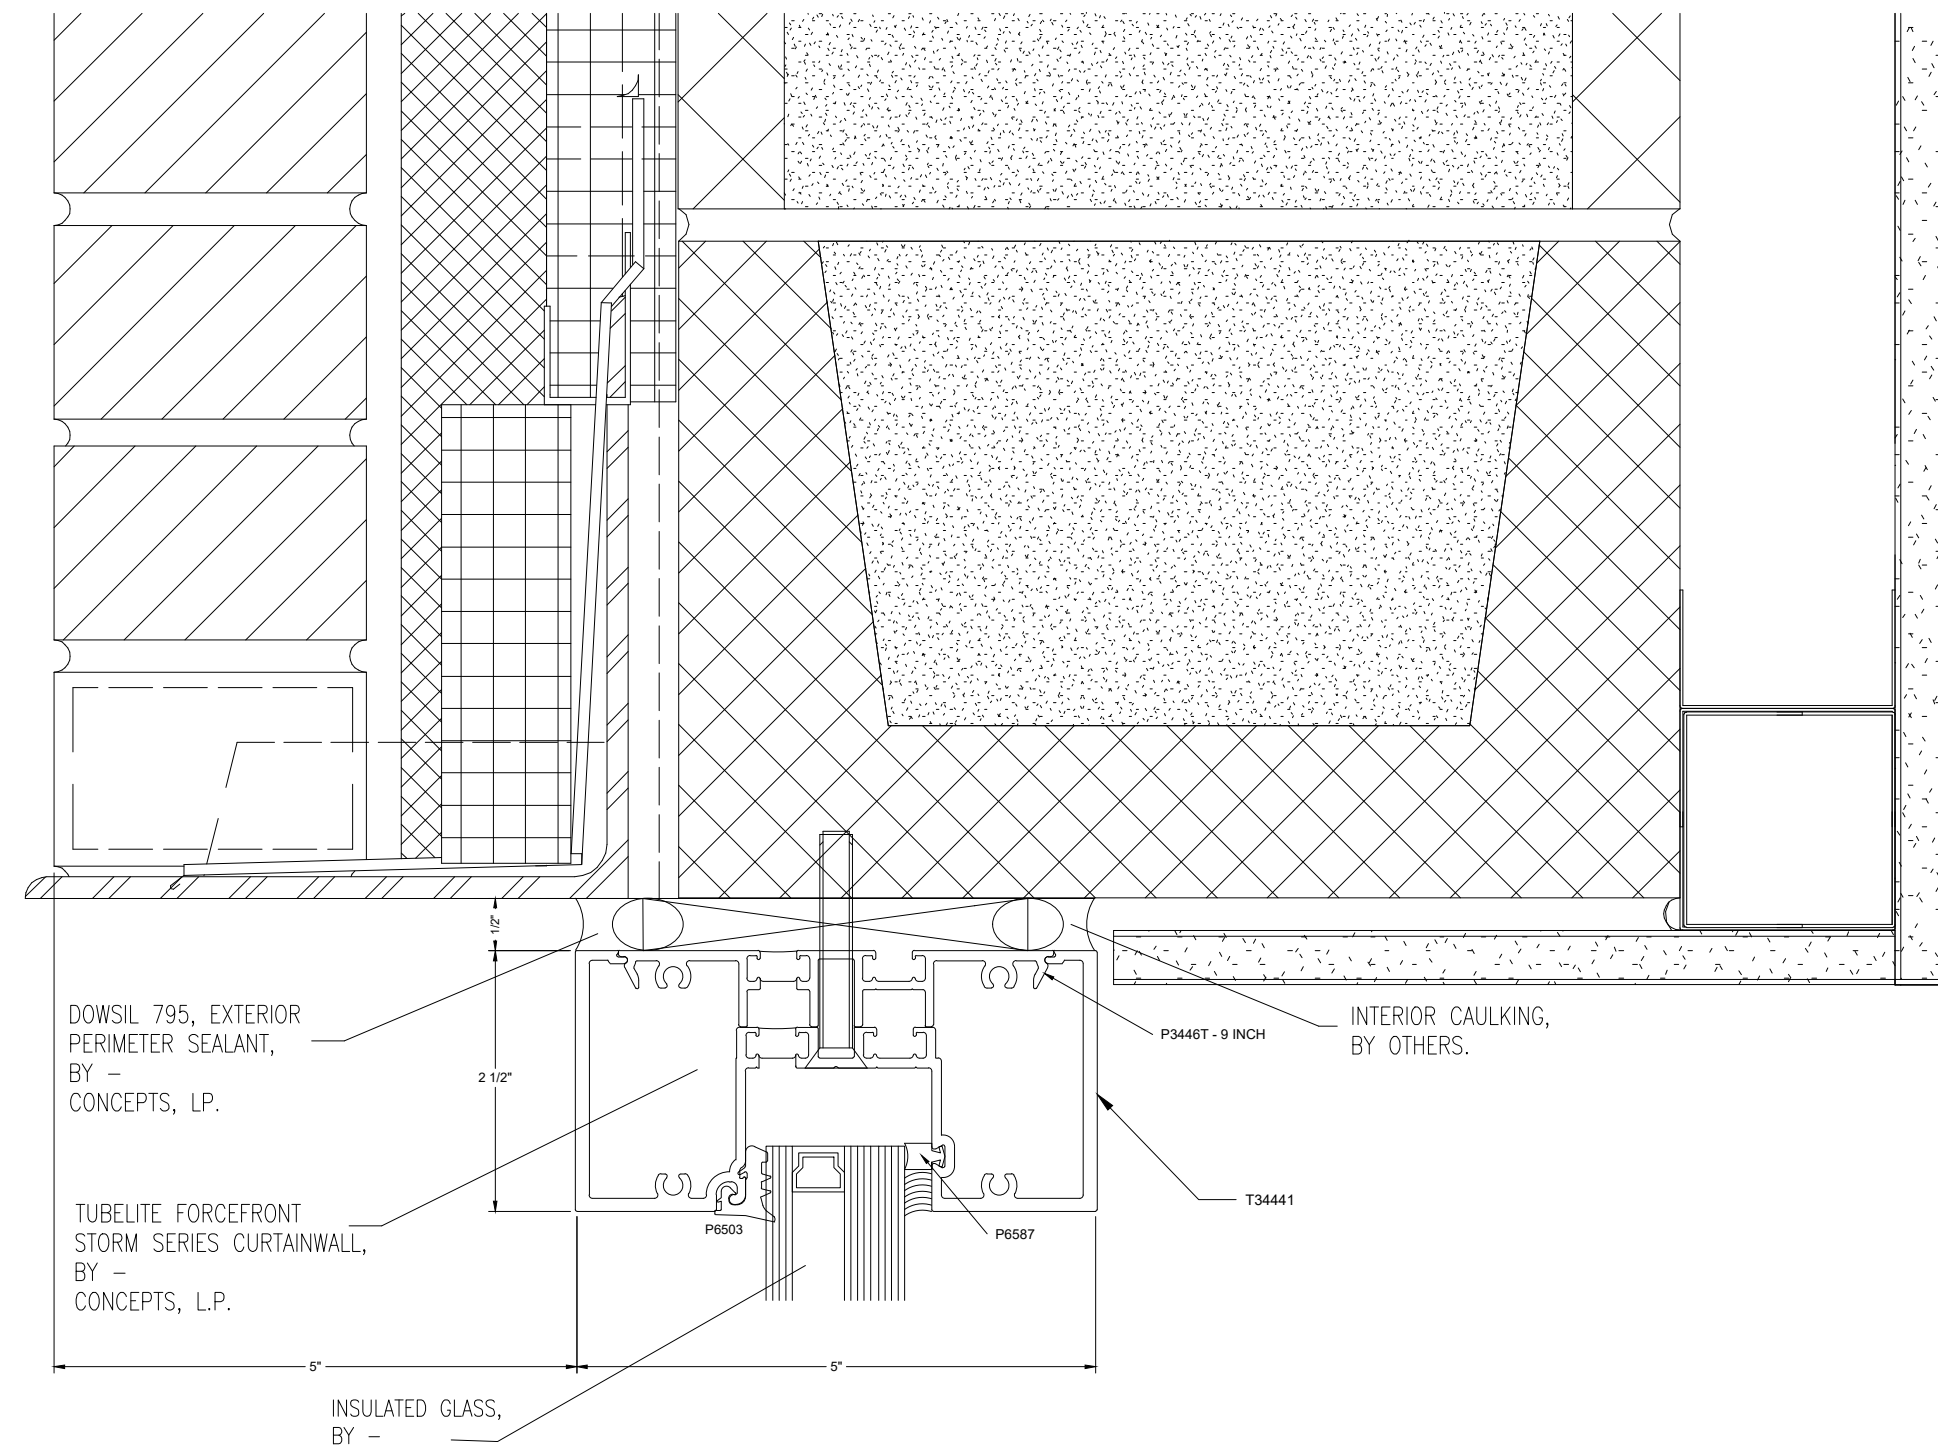 1/2"
DOWSIL 795, EXTERIOR
PERIMETER SEALANT,
BY –
CONCEPTS, LP.
2 1/2"
P3446T - 9 INCH
INTERIOR CAULKING,
BY OTHERS.
TUBELITE FORCEFRONT
STORM SERIES CURTAINWALL,
BY –
CONCEPTS, L.P.
P6503
P6587
T34441
5"
5"
INSULATED GLASS,
BY –